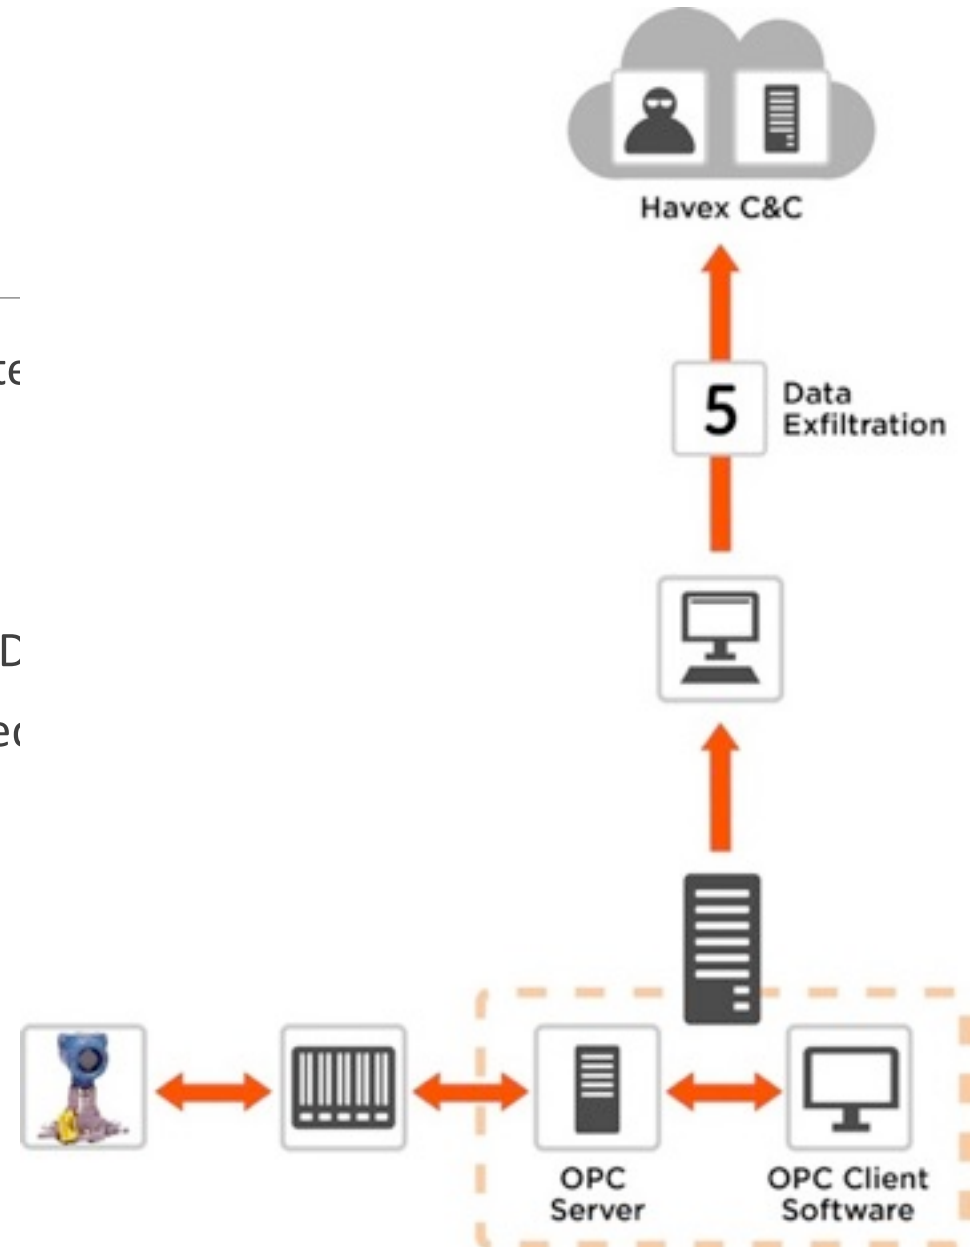 Havex C&C
5
Data
Exfiltration
OPC
Server
OPC Client
Software